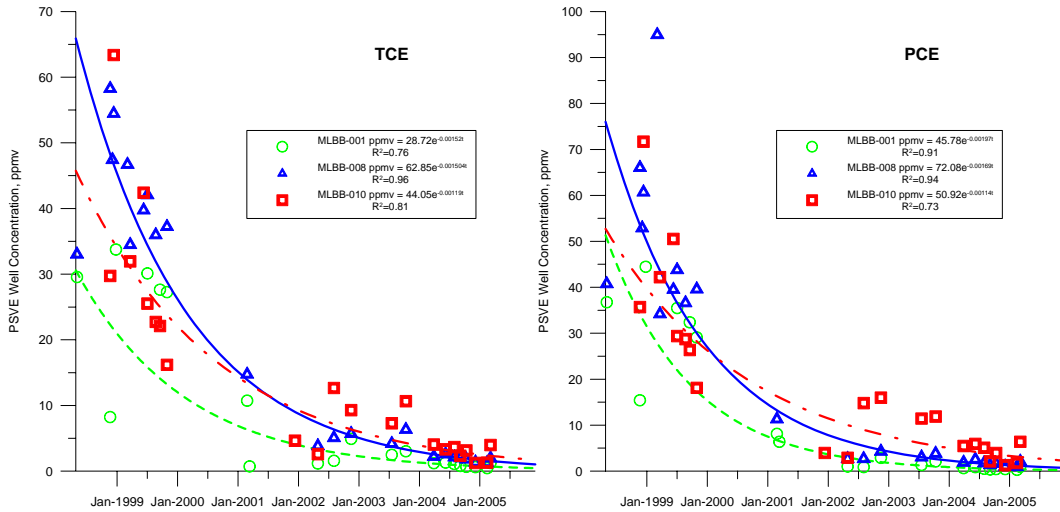 TCE
PSVE Well Concentration, ppmv
70
60
50
40
30
20
10
0
Jan-1999 Jan-2000 Jan-2001 Jan-2002 Jan-2003 Jan-2004 Jan-2005
MLBB-001 ppmv = 28.72e-0.00152t
R²=0.76
MLBB-008 ppmv = 62.85e-0.001504t
R²=0.96
MLBB-010 ppmv = 44.05e-0.00119t
R²=0.81
PCE
PSVE Well Concentration, ppmv
100
90
80
70
60
50
40
30
20
10
0
Jan-1999 Jan-2000 Jan-2001 Jan-2002 Jan-2003 Jan-2004 Jan-2005
MLBB-001 ppmv = 45.78e-0.00197t
R²=0.91
MLBB-008 ppmv = 72.08e-0.00169t
R²=0.94
MLBB-010 ppmv = 50.92e-0.00114t
R²=0.73